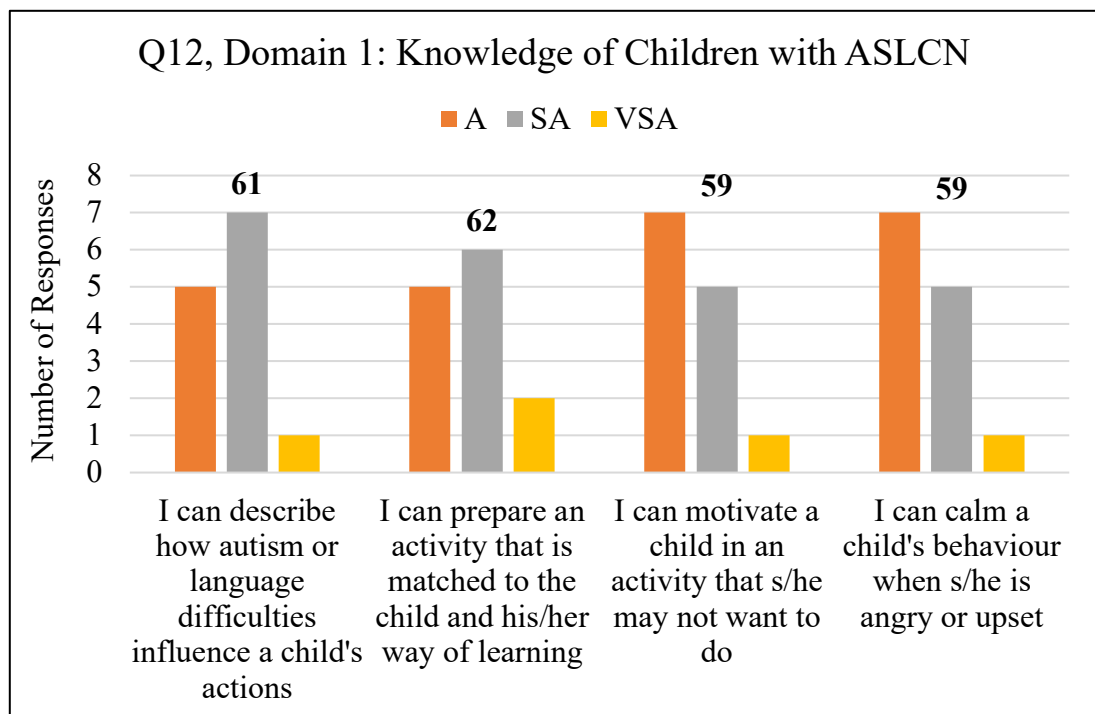 Q12, Domain 1: Knowledge of Children with ASLCN
A SA VSA
Number of Responses
8
7
6
5
4
3
2
1
0
61
62
59
59
I can describe
how autism or
language
difficulties
influence a child's
actions
I can prepare an
activity that is
matched to the
child and his/her
way of learning
I can motivate a
child in an
activity that s/he
may not want to
do
I can calm a
child's behaviour
when s/he is
angry or upset